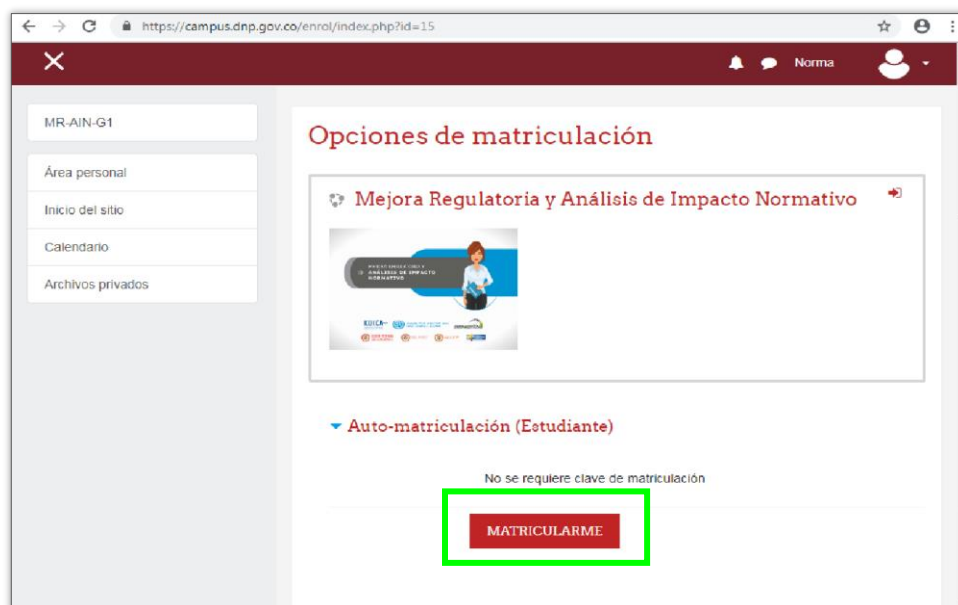 https://campus.dnp.gov.co/enrol/index.php?id=15
Norma
MR-AIN-G1
Área personal
Inicio del sitio
Calendario
Archivos privados
Opciones de matriculación
Mejora Regulatoria y Análisis de Impacto Normativo
ANÁLISIS DE IMPACTO
NORMATIVO
Auto-matriculación (Estudiante)
No se requiere clave de matriculación
MATRICULARME